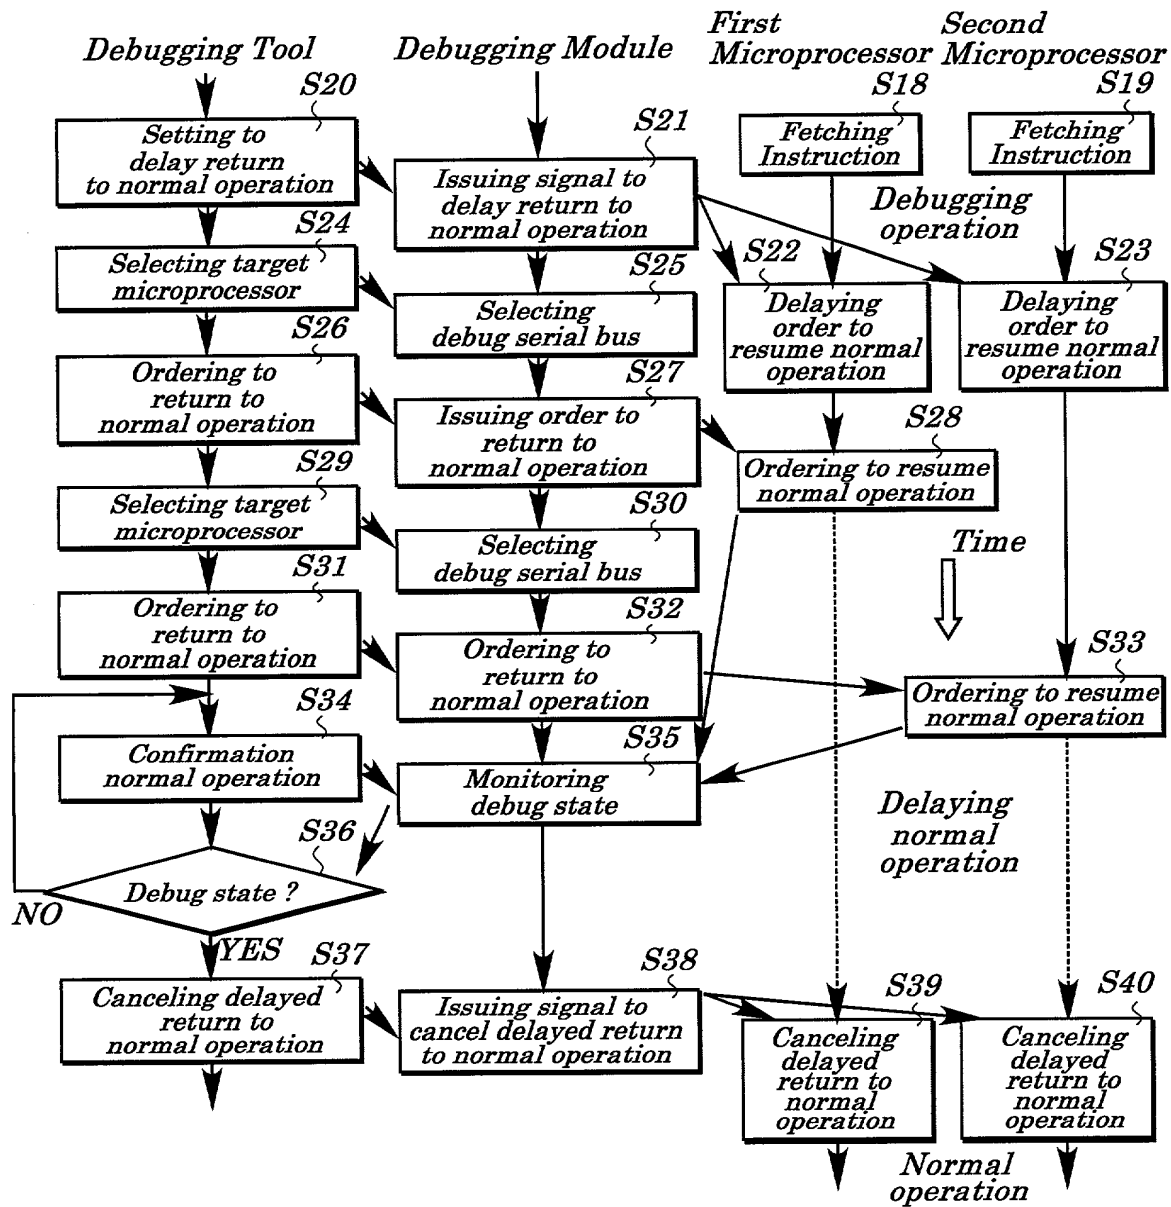 Debugging Tool
Debugging Module
First
Microprocessor
Second
Microprocessor
S20
Setting to
delay return
to normal operation
S21
Issuing signal to
delay return to
normal operation
S18
Fetching
Instruction
S19
Fetching
Instruction
Debugging
operation
S24
Selecting target
microprocessor
S25
Selecting
debug serial bus
S22
Delaying
order to
resume normal
operation
S23
Delaying
order to
resume normal
operation
S26
Ordering to
return to
normal operation
S27
Issuing order to
return to
normal operation
S28
Ordering to resume
normal operation
S29
Selecting target
microprocessor
S30
Selecting
debug serial bus
Time
S31
Ordering to
return to
normal operation
S32
Ordering to
return to
normal operation
S33
Ordering to resume
normal operation
S34
Confirmation
normal operation
S35
Monitoring
debug state
Delaying
normal
operation
S36
Debug state ?
NO
YES
S37
Canceling delayed
return to
normal operation
S38
Issuing signal to
cancel delayed return
to normal operation
S39
Canceling
delayed
return to
normal
operation
S40
Canceling
delayed
return to
normal
operation
Normal
operation